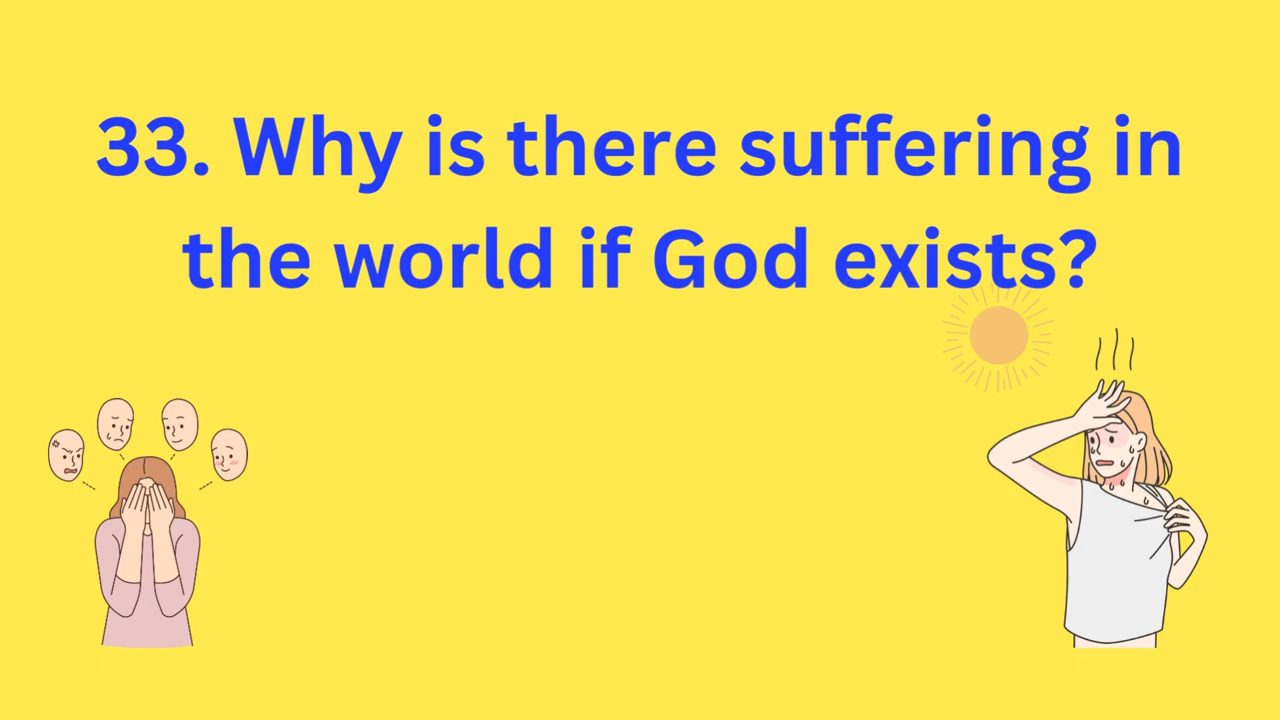 33. Why is there suffering in
the world if God exists?